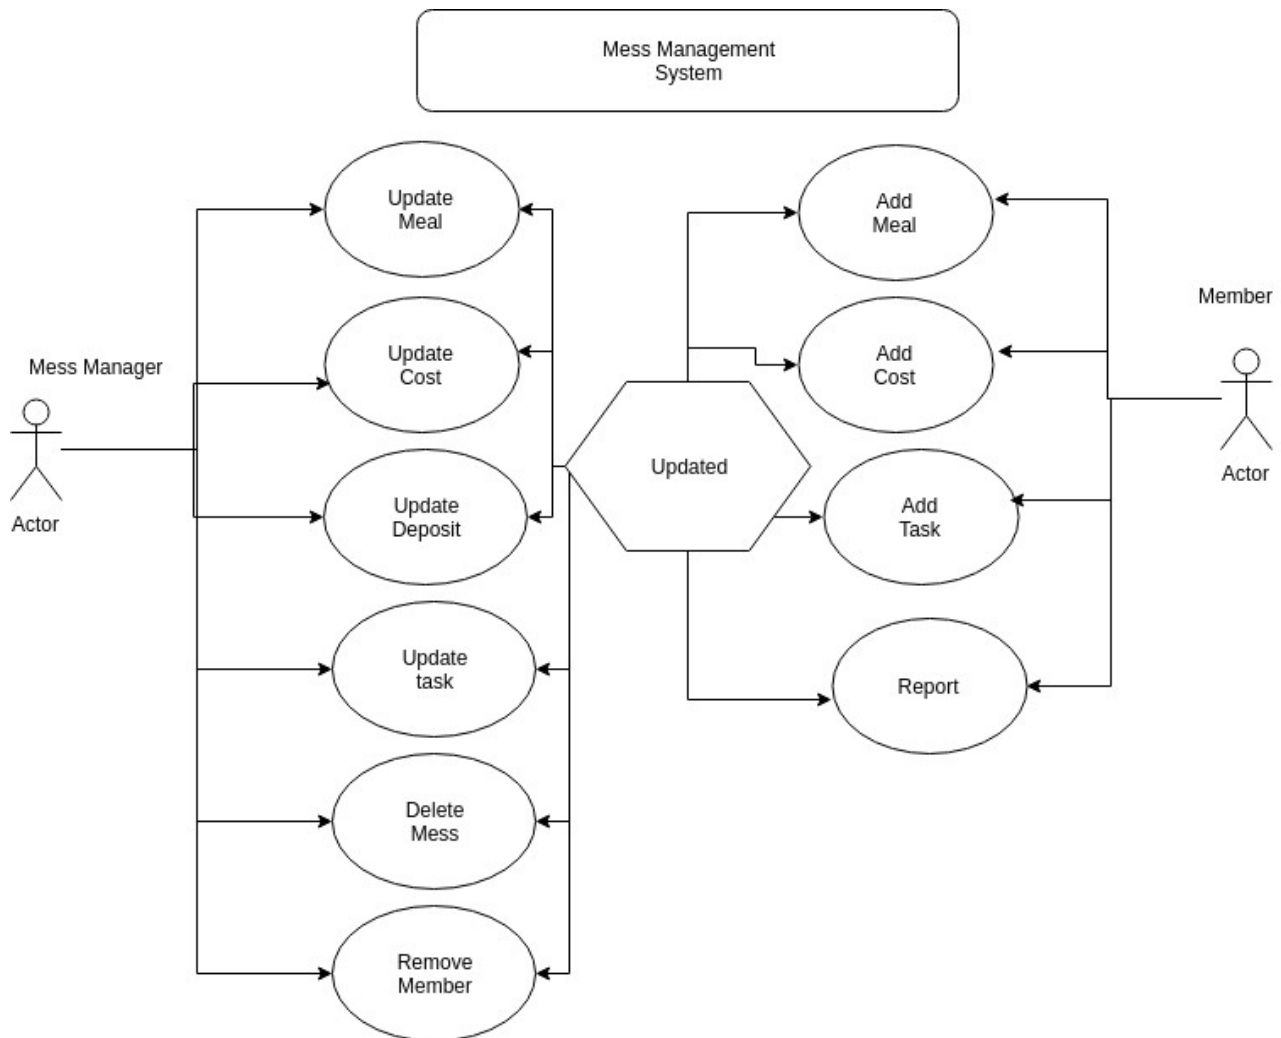 Mess Management
System
Update
Meal
Add
Meal
Member
Update
Cost
Add
Cost
Mess Manager
Actor
Update
Deposit
Updated
Add
Task
Actor
Update
task
Report
Delete
Mess
Remove
Member